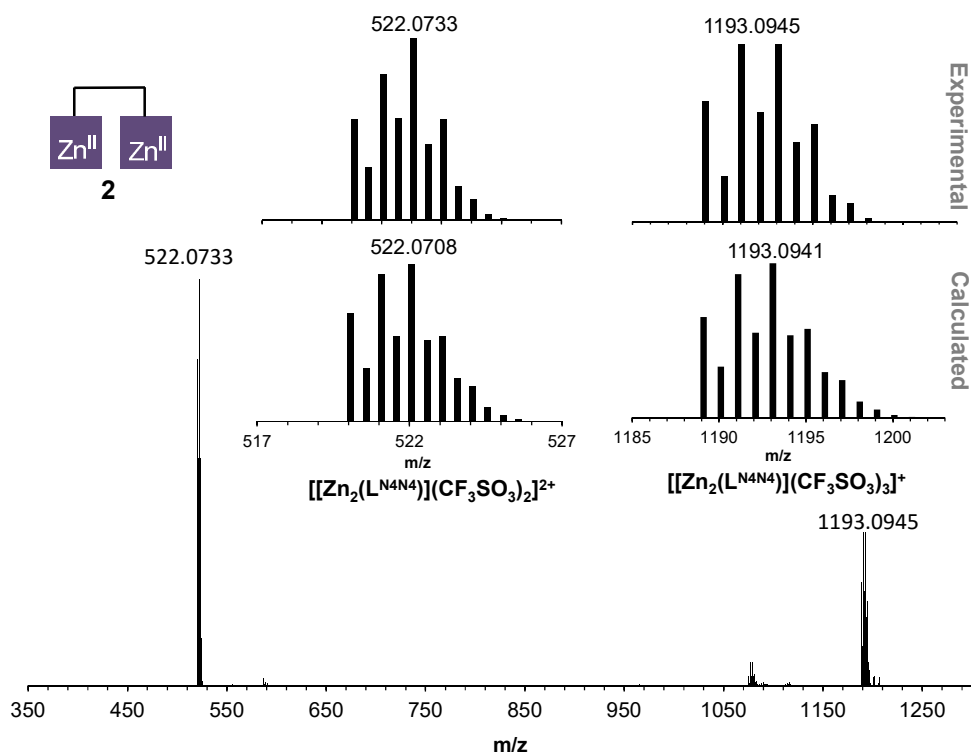 522.0733
1193.0945
Experimental
Zn^II Zn^II
2
522.0733
522.0708
1193.0941
Calculated
517 522 527
m/z
1185 1190 1195 1200
m/z
[[Zn₂(L^N4N4)](CF₃SO₃)₂]²⁺
[[Zn₂(L^N4N4)](CF₃SO₃)₃]⁺
1193.0945
350 450 550 650 750 850 950 1050 1150 1250
m/z